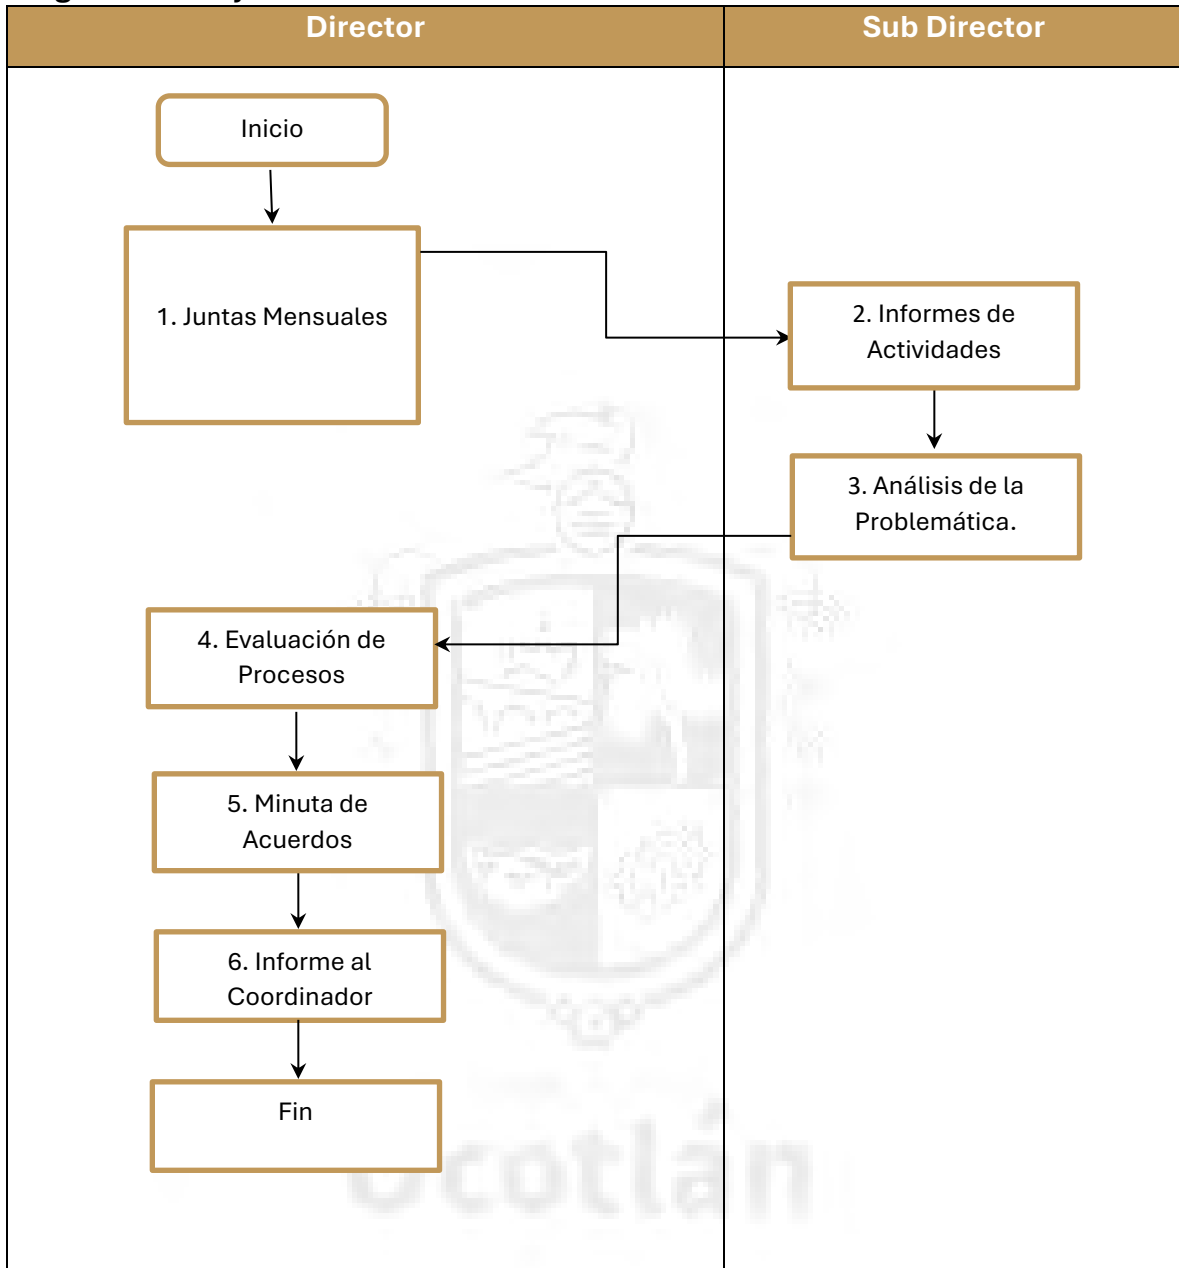 Director
Sub Director
Inicio
1. Juntas Mensuales
2. Informes de
Actividades
3. Análisis de la
Problemática.
4. Evaluación de
Procesos
5. Minuta de
Acuerdos
6. Informe al
Coordinador
Fin
Ocotlán